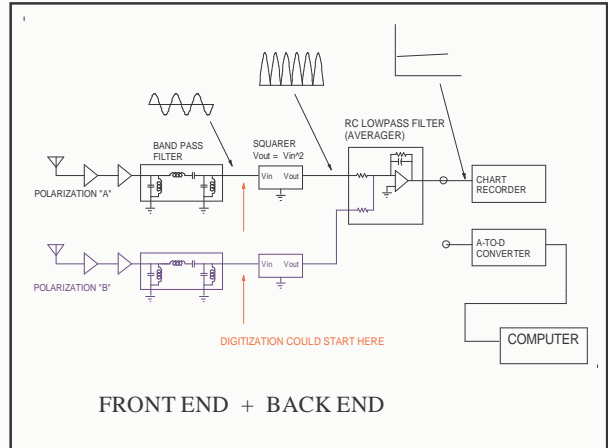 RC LOWPASS FILTER
(AVERAGER)
BAND PASS
FILTER
SQUARER
Vout = Vin^2
Vin
Vout
POLARIZATION "A"
CHART
RECORDER
A-TO-D
CONVERTER
Vin
Vout
POLARIZATION "B"
DIGITIZATION COULD START HERE
COMPUTER
FRONT END + BACK END